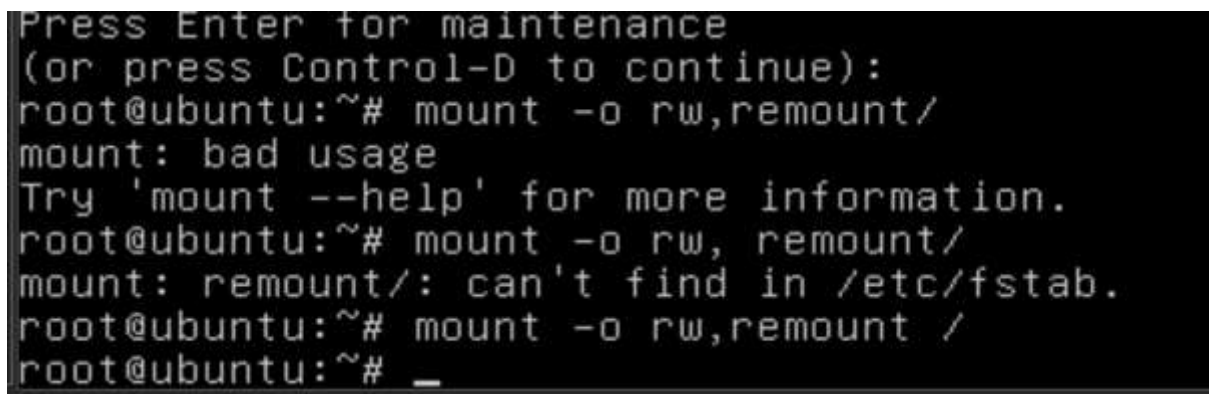 Press Enter for maintenance
(or press Control-D to continue):
root@ubuntu:~# mount -o rw,remount/
mount: bad usage
Try 'mount --help' for more information.
root@ubuntu:~# mount -o rw, remount/
mount: remount/: can't find in /etc/fstab.
root@ubuntu:~# mount -o rw,remount /
root@ubuntu:~# _